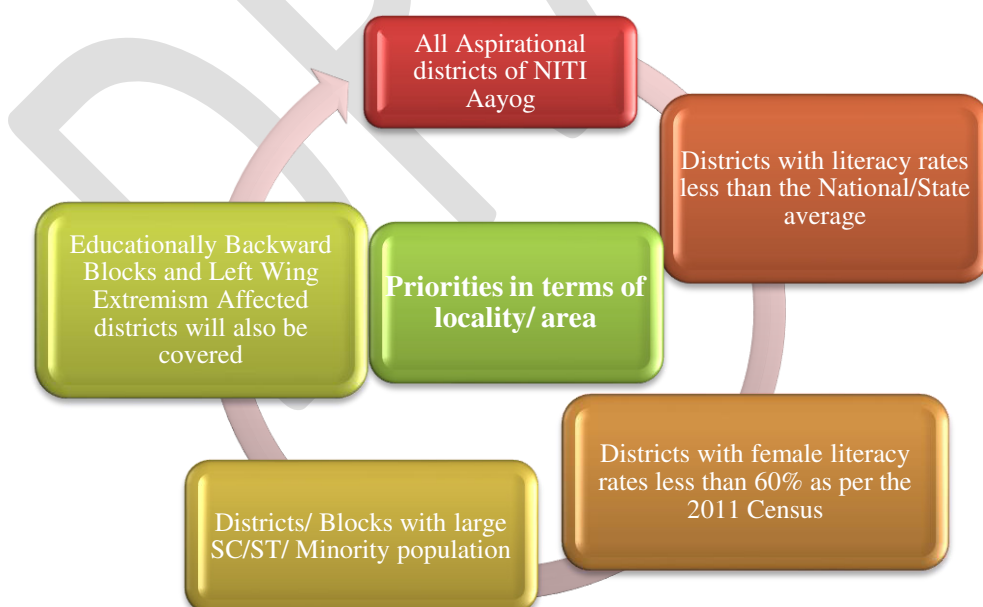 All Aspirational
districts of NITI
Aayog
Districts with literacy rates
less than the National/State
average
Districts with female literacy
rates less than 60% as per the
2011 Census
Districts/ Blocks with large
SC/ST/ Minority population
Educationally Backward
Blocks and Left Wing
Extremism Affected
districts will also be
covered
Priorities in terms of
locality/ area